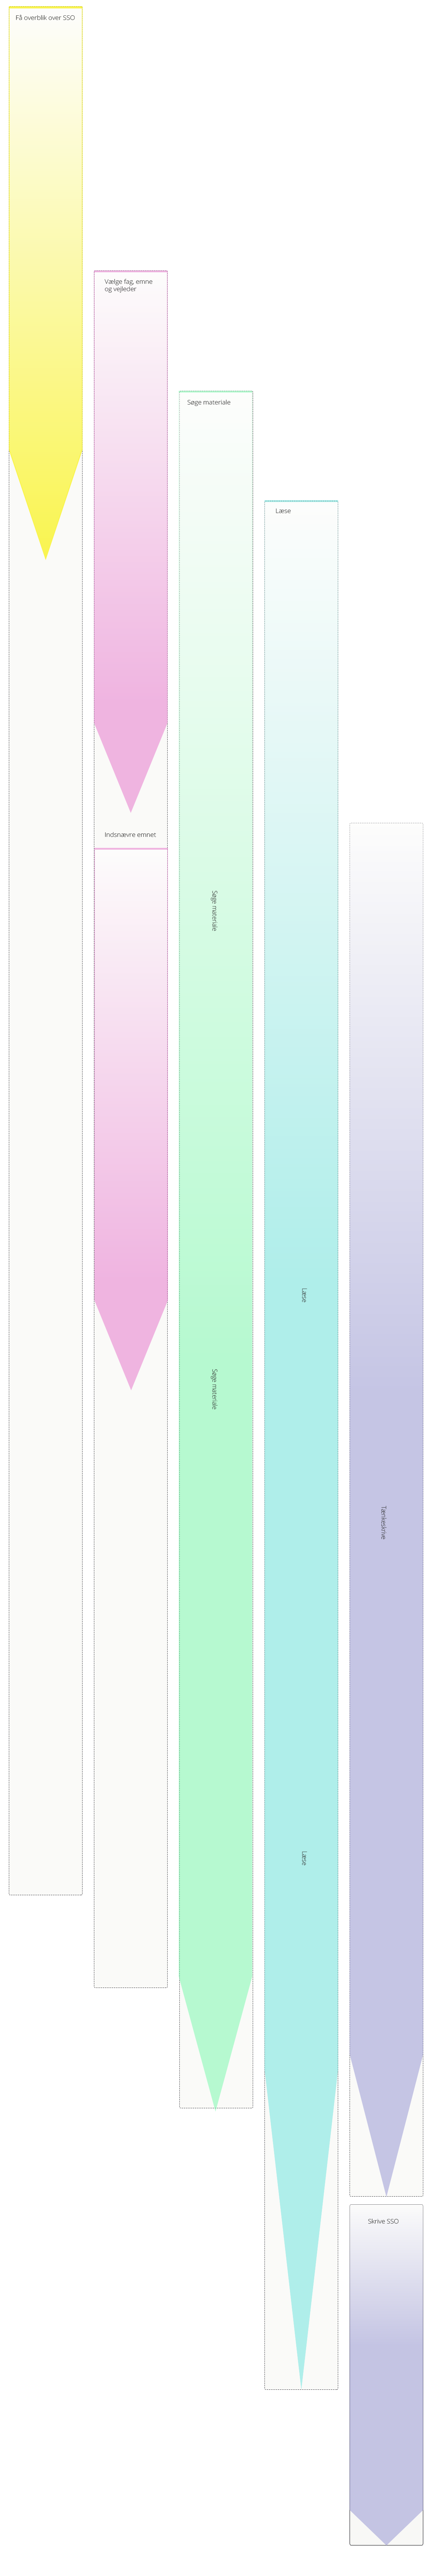 Få overblik over SSO
Vælge fag, emne
og vejleder
Søge materiale
Læse
Indsnævre emnet
Søge materiale
Læse
Søge materiale
Tænkeskrive
Læse
Skrive SSO